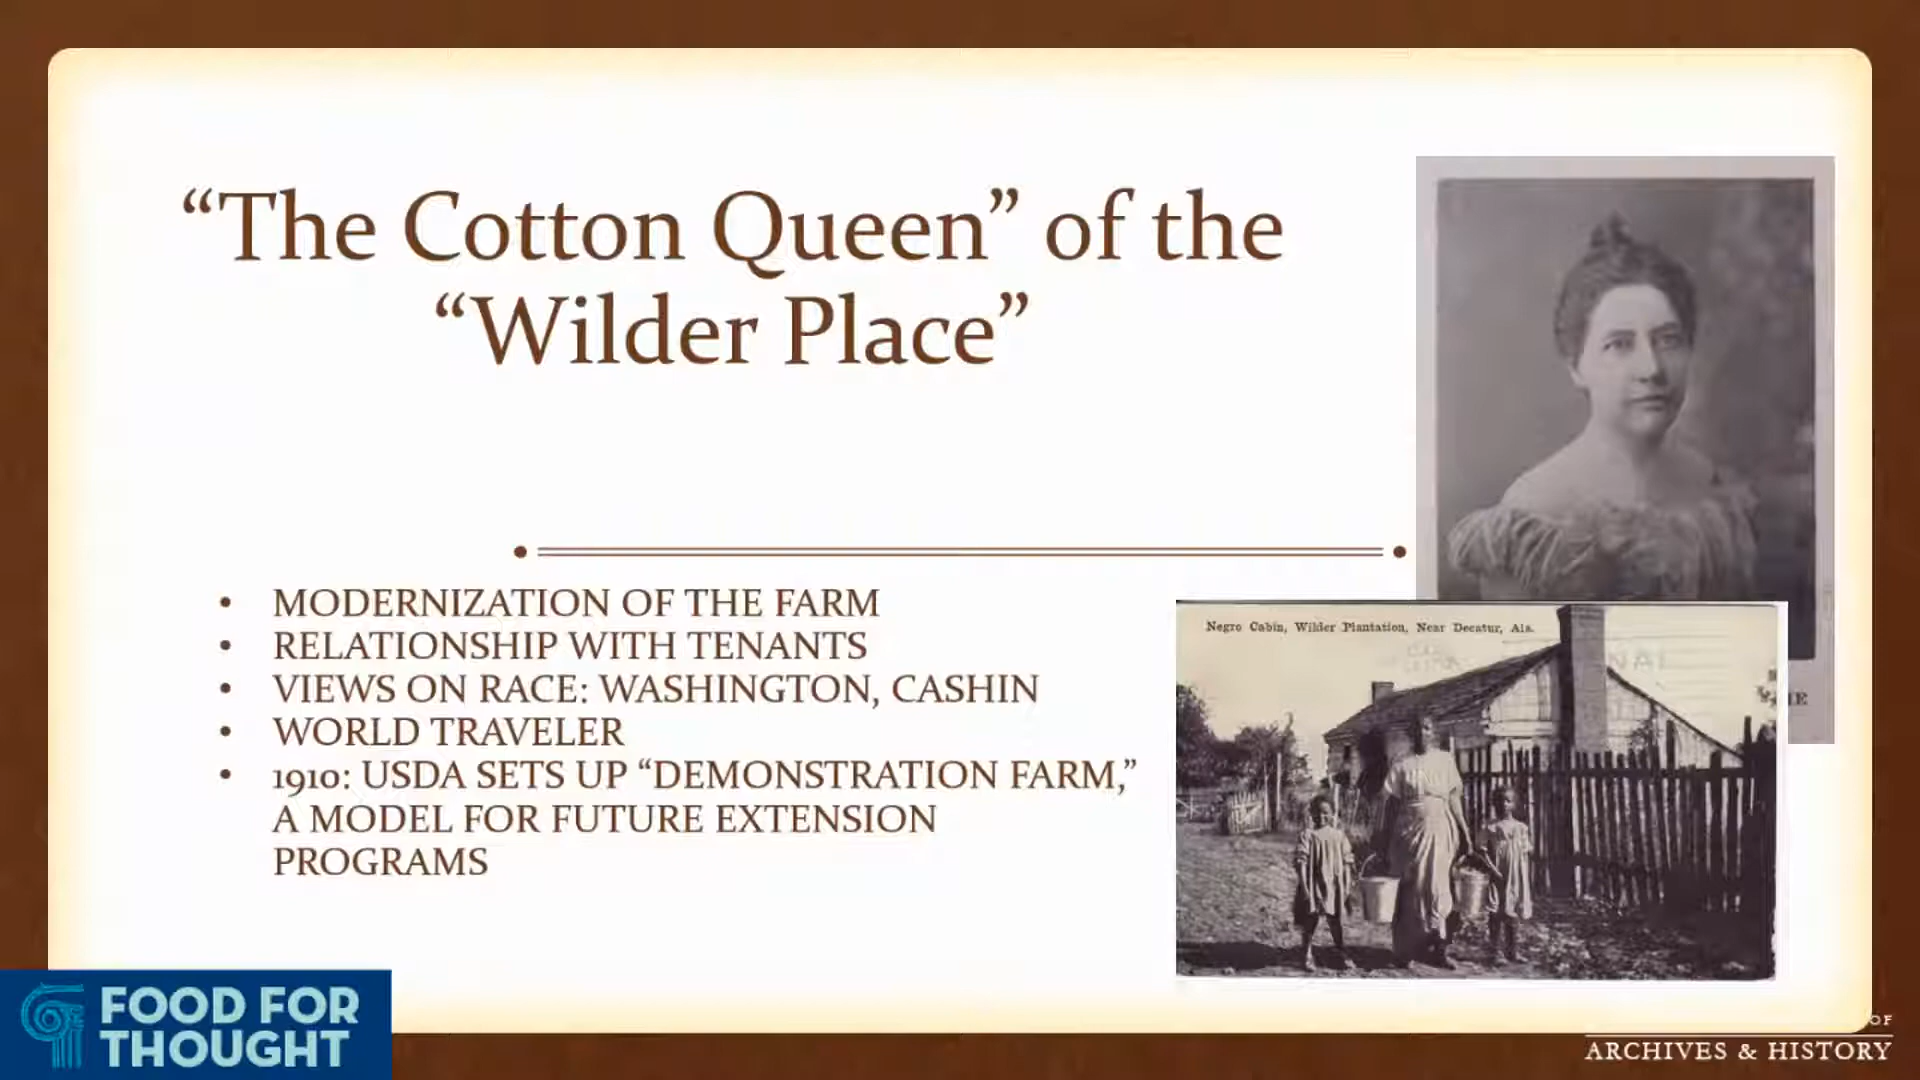 “The Cotton Queen” of the
“Wilder Place”
• MODERNIZATION OF THE FARM
• RELATIONSHIP WITH TENANTS
• VIEWS ON RACE: WASHINGTON, CASHIN
• WORLD TRAVELER
• 1910: USDA SETS UP “DEMONSTRATION FARM,”
A MODEL FOR FUTURE EXTENSION
PROGRAMS
Negro Cabin, Wilder Plantation, Near Decatur, Ala.
FOOD FOR
THOUGHT
OF
ARCHIVES & HISTORY